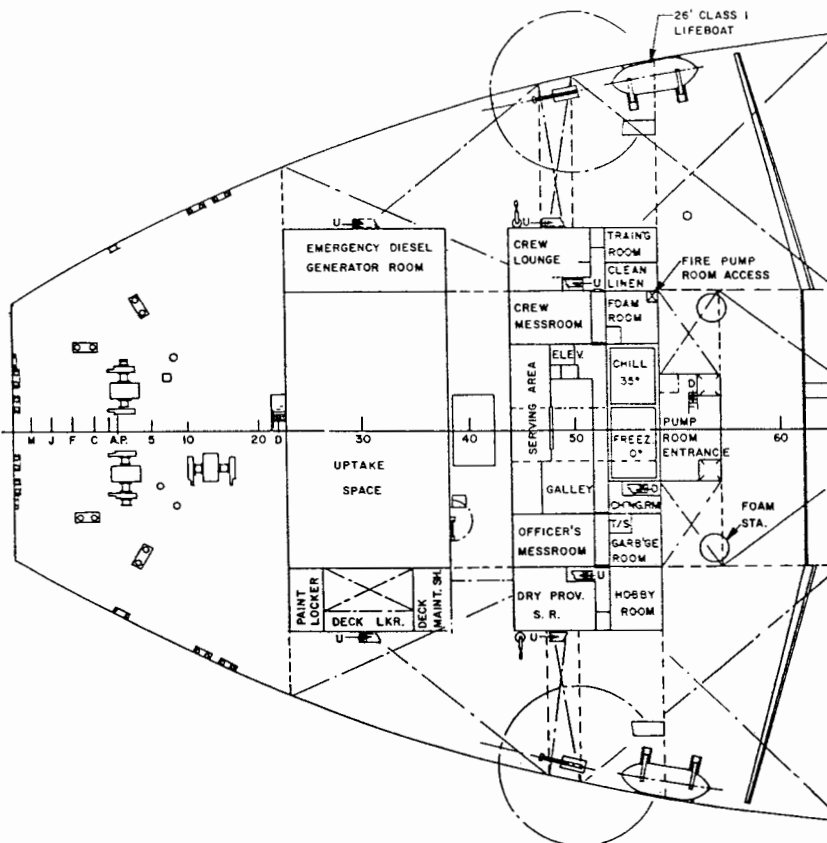 26' CLASS I
LIFEBOAT
U
EMERGENCY DIESEL
GENERATOR ROOM
U
CREW
LOUNGE
TRAIN'G
ROOM
CLEAN
LINEN
U
FIRE PUMP
ROOM ACCESS
CREW
MESSROOM
FOAM
ROOM
ELEV.
CHILL
35°
SERVING AREA
D
M J F C A.P. 5 10 20 D 30 40 50 60
FREEZ.
0°
PUMP
ROOM
ENTRANCE
UPTAKE
SPACE
GALLEY
D
CHNG.RM
T/S
OFFICER'S
MESSROOM
GARB'GE
ROOM
FOAM
STA.
PAINT
LOCKER
DECK LKR.
DECK
MAINT. SH.
DRY PROV.
S. R.
U
HOBBY
ROOM
U
U